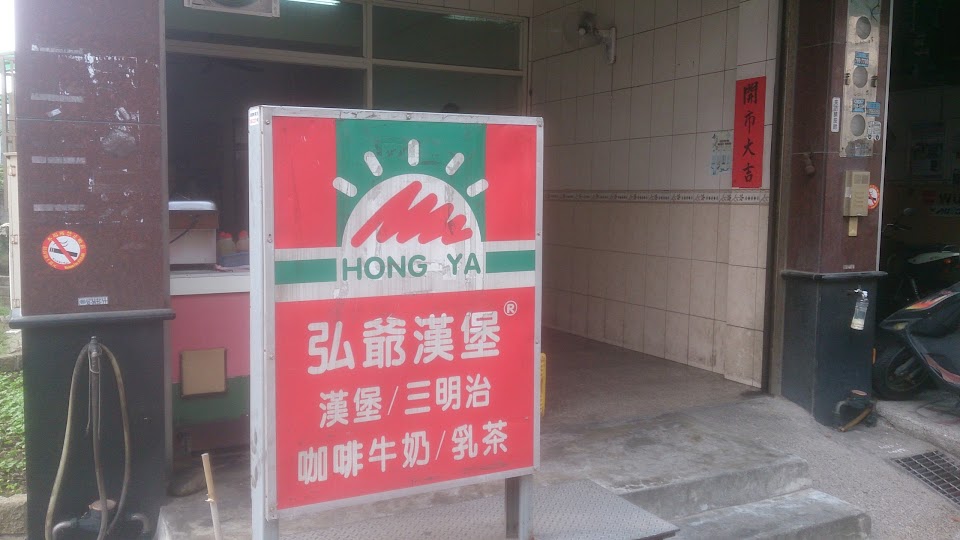 HONG YA
弘爺漢堡®
漢堡/三明治
咖啡牛奶/乳茶
開市大吉